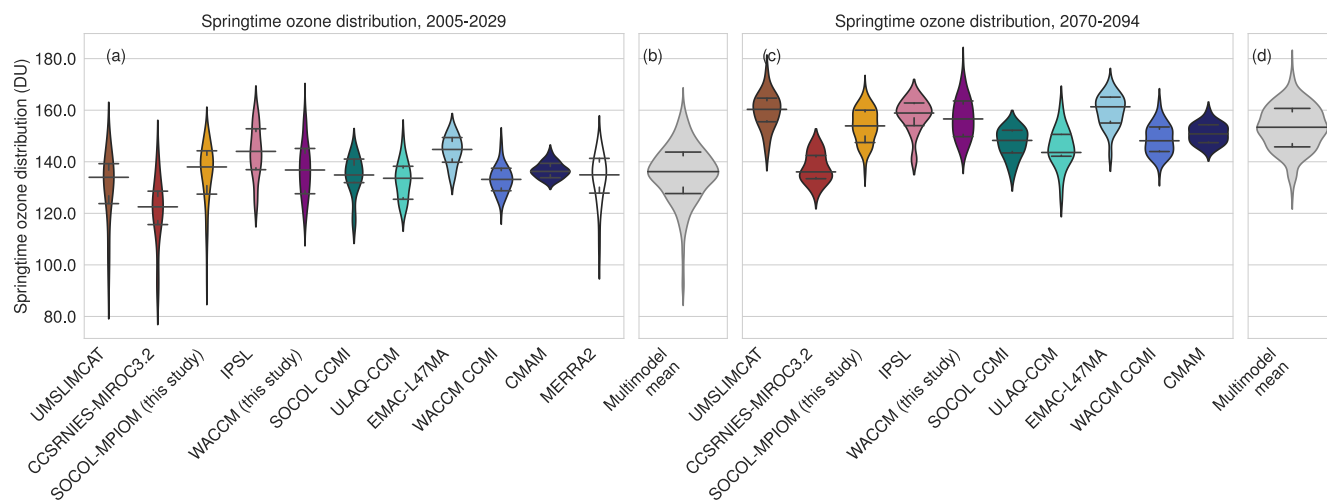 Springtime ozone distribution, 2005-2029
Springtime ozone distribution, 2070-2094
Springtime ozone distribution (DU)
180.0
160.0
140.0
120.0
100.0
80.0
(a)
(b)
(c)
(d)
UMSLIMCAT
CCSRNIES-MIROC3.2
SOCOL-MPIOM (this study)
IPSL
WACCM (this study)
SOCOL CCMI
ULAQ-CCM
EMAC-L47MA
WACCM CCMI
CMAM
MERRA2
Multimodel
mean
UMSLIMCAT
CCSRNIES-MIROC3.2
SOCOL-MPIOM (this study)
IPSL
WACCM (this study)
SOCOL CCMI
ULAQ-CCM
EMAC-L47MA
WACCM CCMI
CMAM
Multimodel
mean